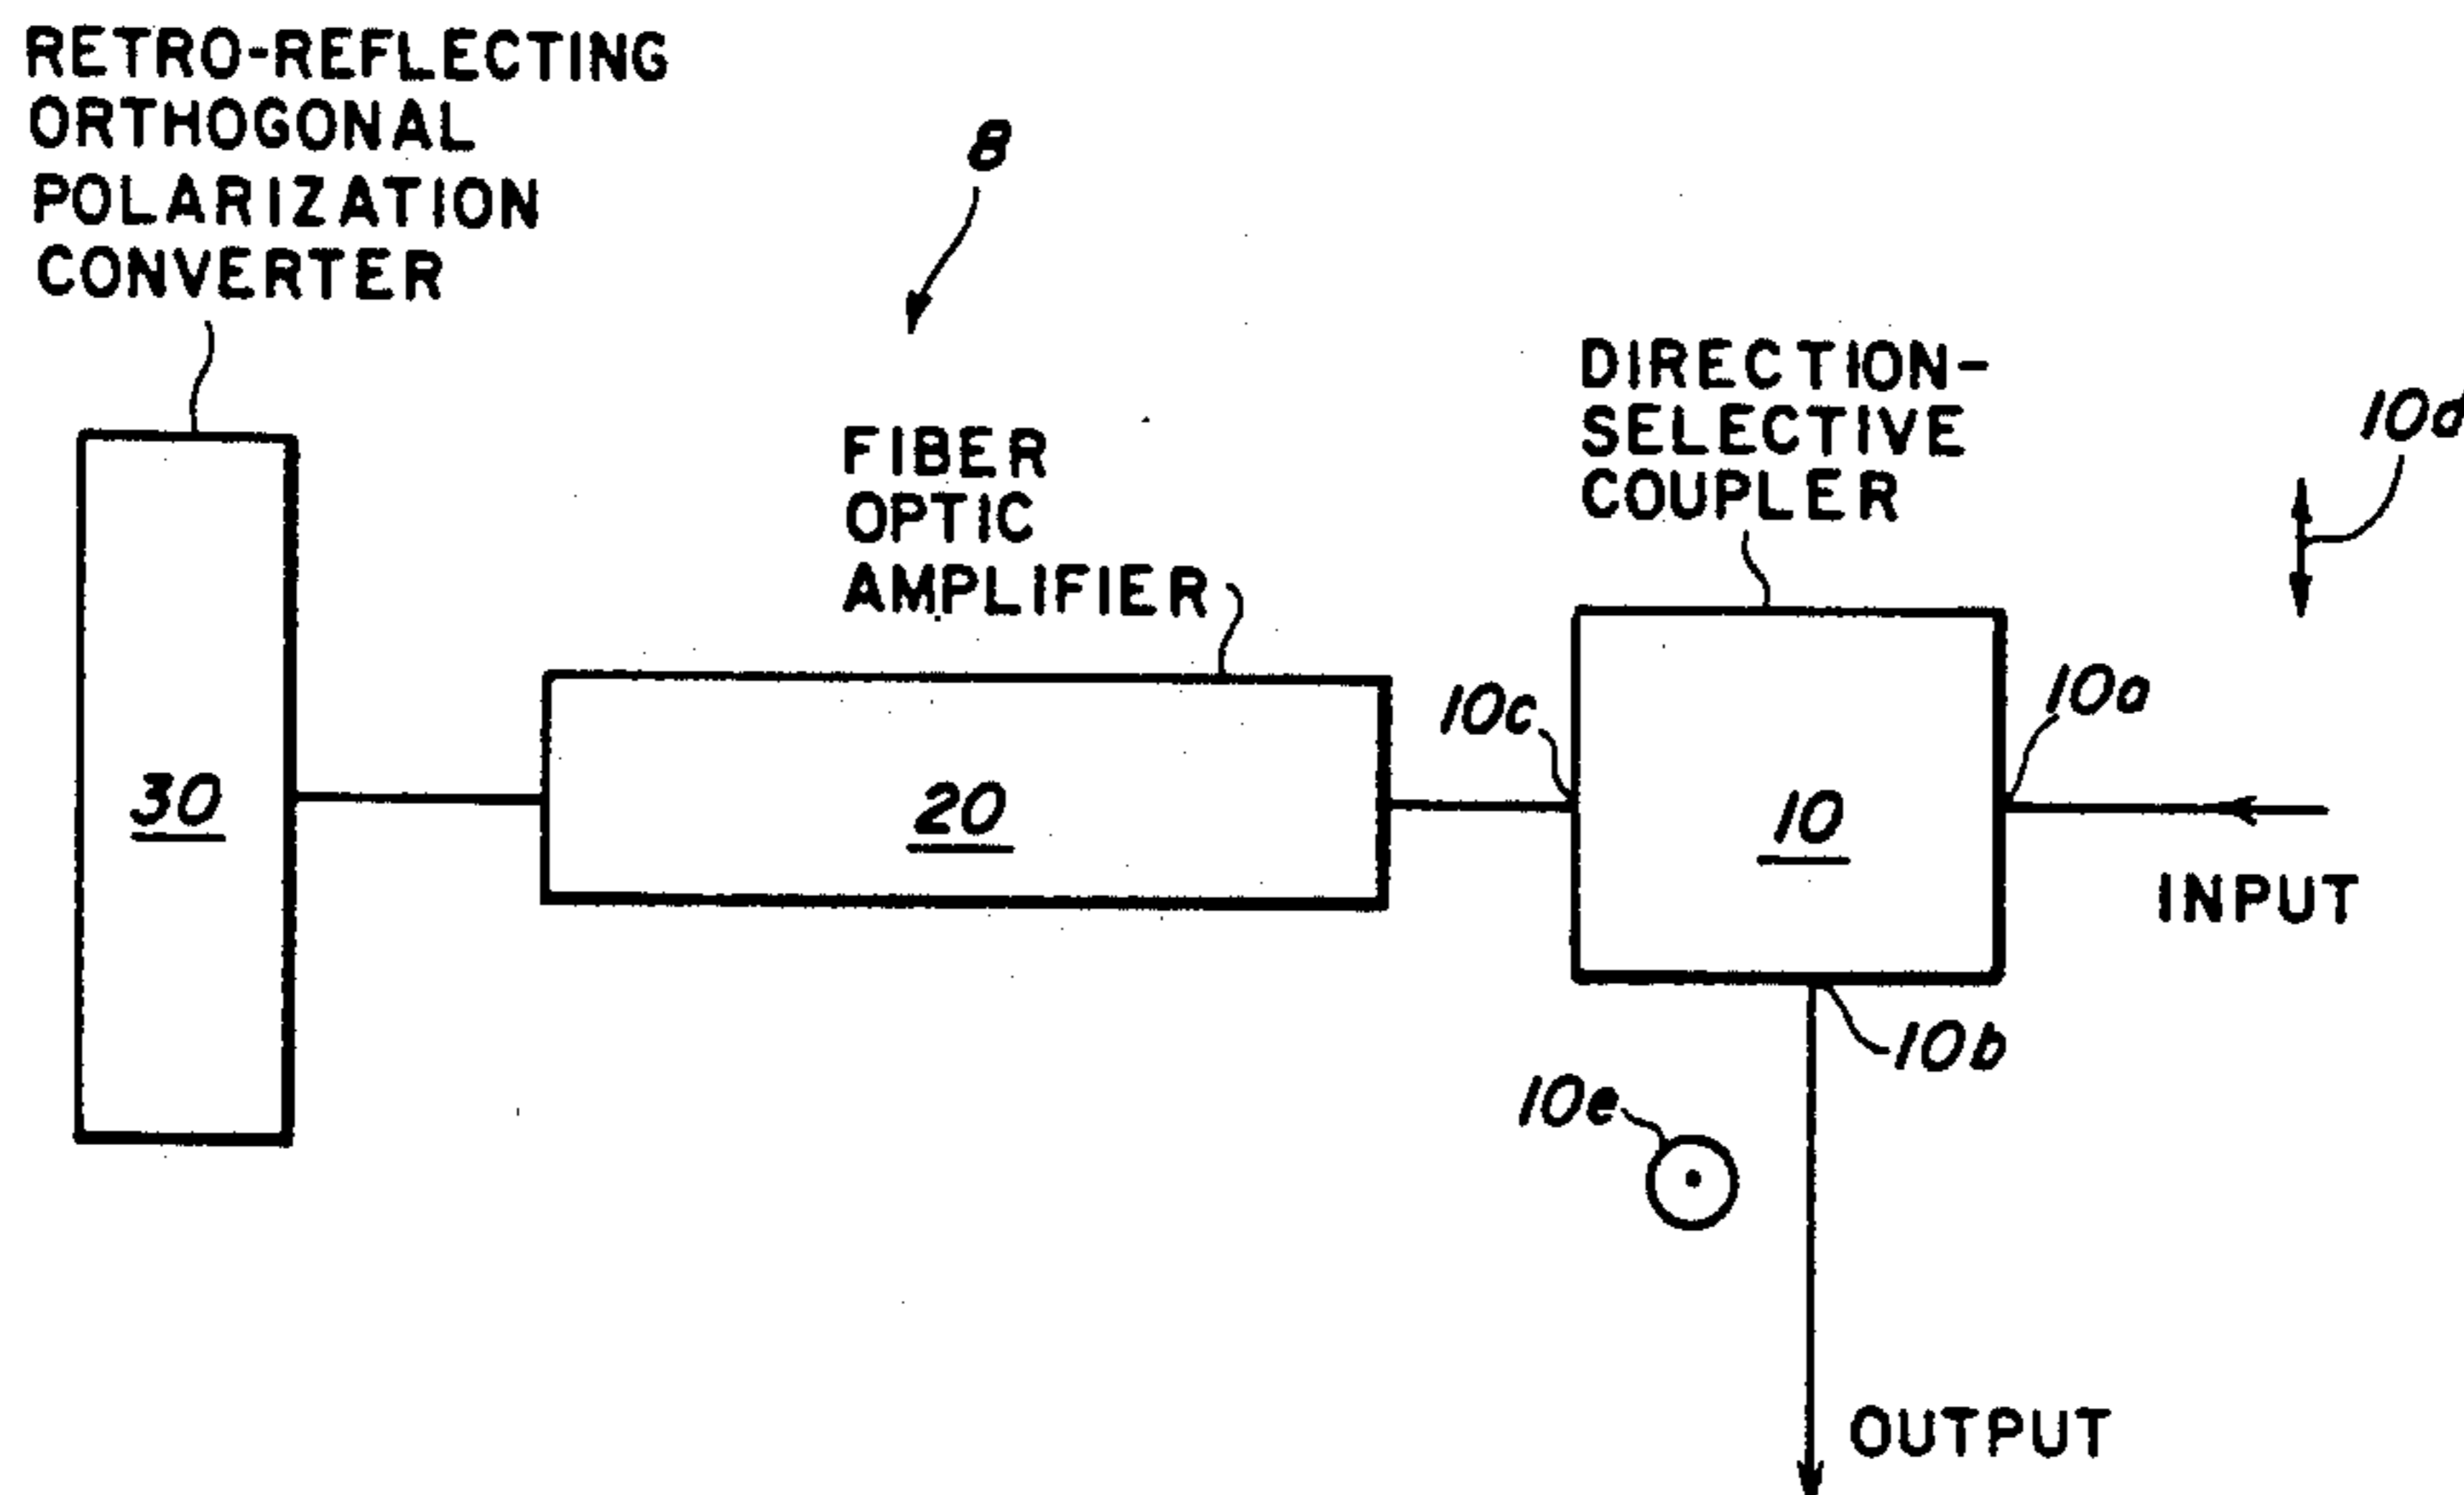 RETRO-REFLECTING
ORTHOGONAL
POLARIZATION
CONVERTER
8
FIBER
OPTIC
AMPLIFIER
DIRECTION-
SELECTIVE
COUPLER
10d
10c
10a
30
20
10
INPUT
10b
10e
OUTPUT